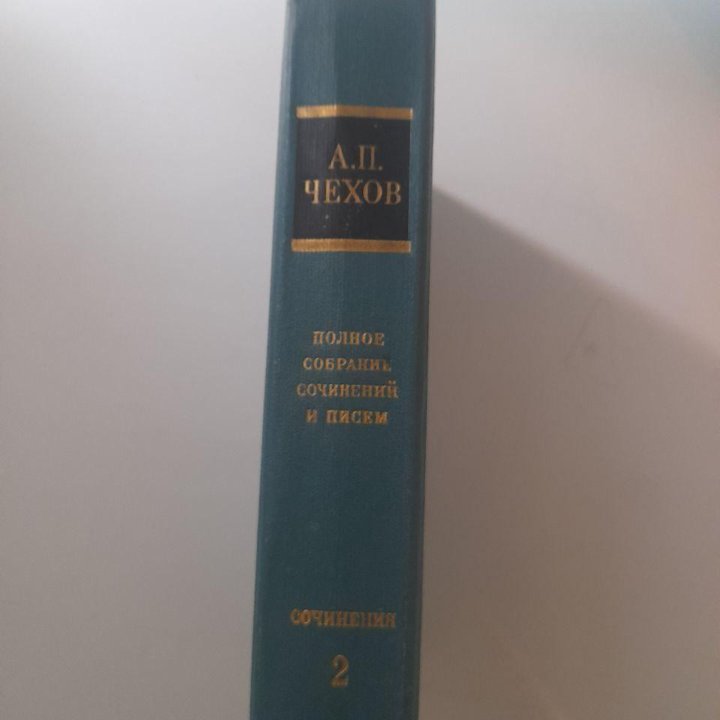 А.П.
ЧЕХОВ
ПОЛНОЕ
СОБРАНИЕ
СОЧИНЕНИЙ
И ПИСЕМ
СОЧИНЕНИЯ
2